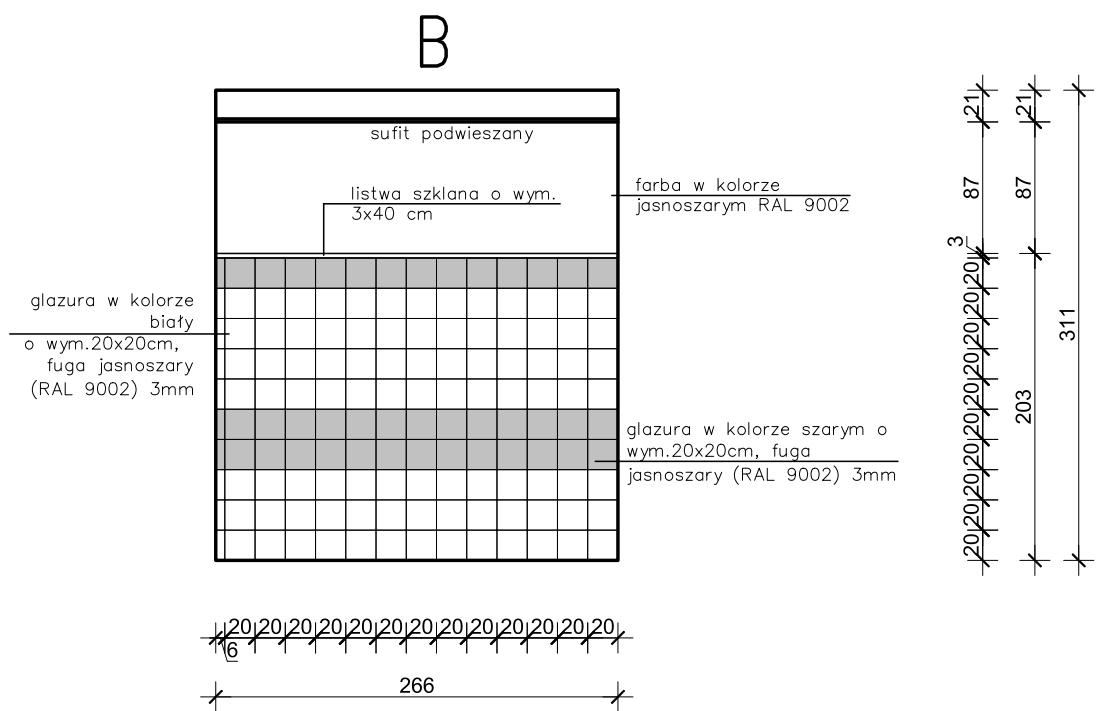 B
sufit podwieszany
listwa szklana o wym.
3x40 cm
farba w kolorze
jasnoszarym RAL 9002
glazura w kolorze
biały
o wym.20x20cm,
fuga jasnoszary
(RAL 9002) 3mm
glazura w kolorze szarym o
wym.20x20cm, fuga
jasnoszary (RAL 9002) 3mm
21
87
3
20
20
20
20
20
20
20
20
20
20
21
87
203
311
6 20 20 20 20 20 20 20 20 20 20 20 20 20
266